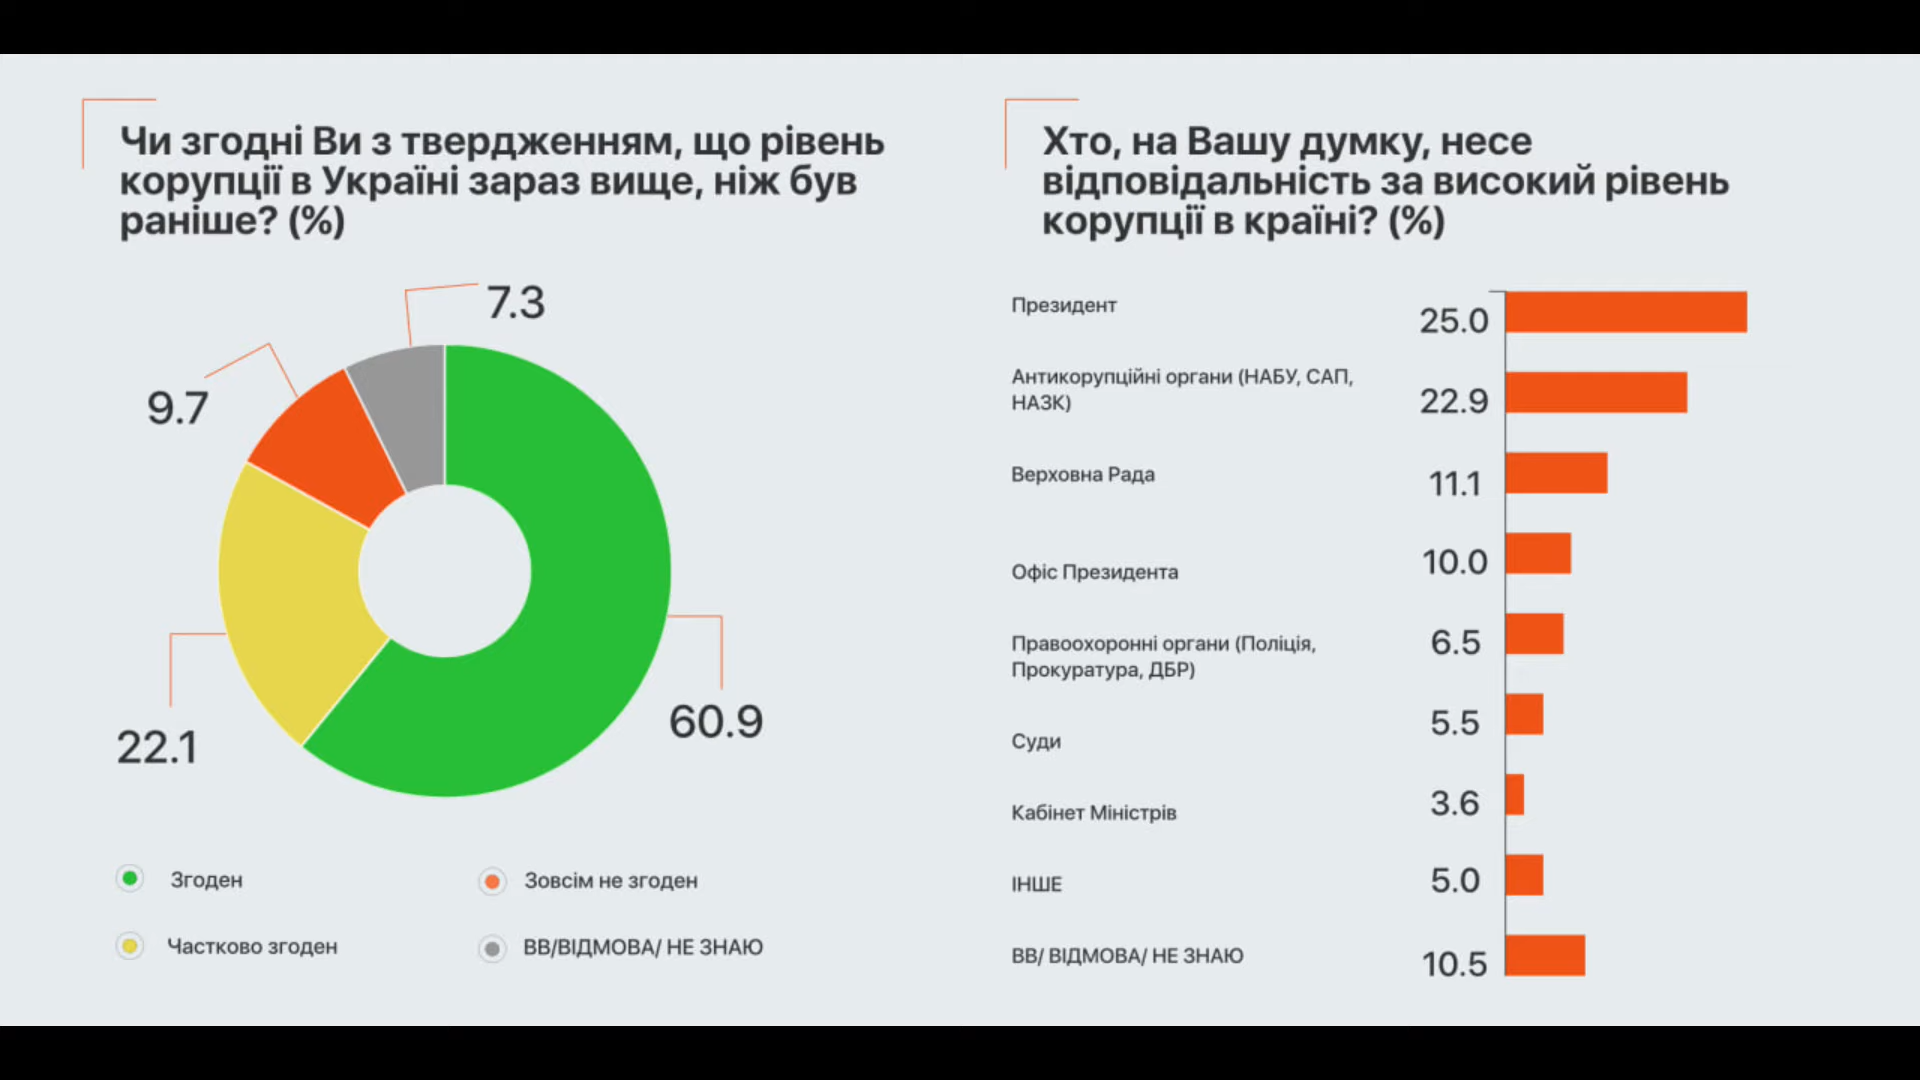 Чи згодні Ви з твердженням, що рівень
корупції в Україні зараз вище, ніж був
раніше? (%)
7.3
9.7
22.1
60.9
Згоден
Зовсім не згоден
Частково згоден
ВВ/ВІДМОВА/ НЕ ЗНАЮ
Хто, на Вашу думку, несе
відповідальність за високий рівень
корупції в країні? (%)
Президент
25.0
Антикорупційні органи (НАБУ, САП,
НАЗК)
22.9
Верховна Рада
11.1
Офіс Президента
10.0
Правоохоронні органи (Поліція,
Прокуратура, ДБР)
6.5
Суди
5.5
Кабінет Міністрів
3.6
ІНШЕ
5.0
ВВ/ ВІДМОВА/ НЕ ЗНАЮ
10.5